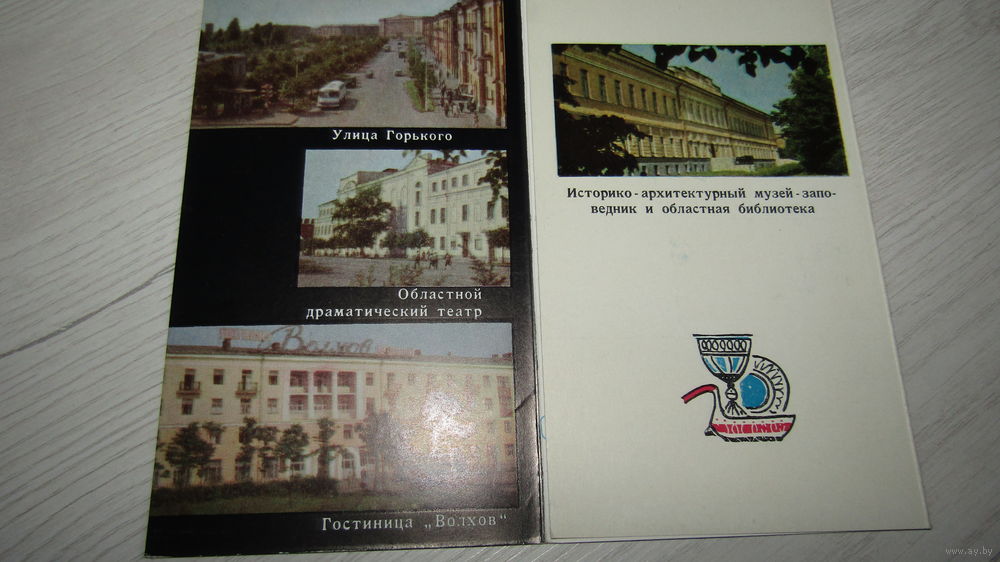 Улица Горького
Областной
драматический театр
Волхов
Гостиница „Волхов"
Историко-архитектурный музей-запо-
ведник и областная библиотека
www.ay.by